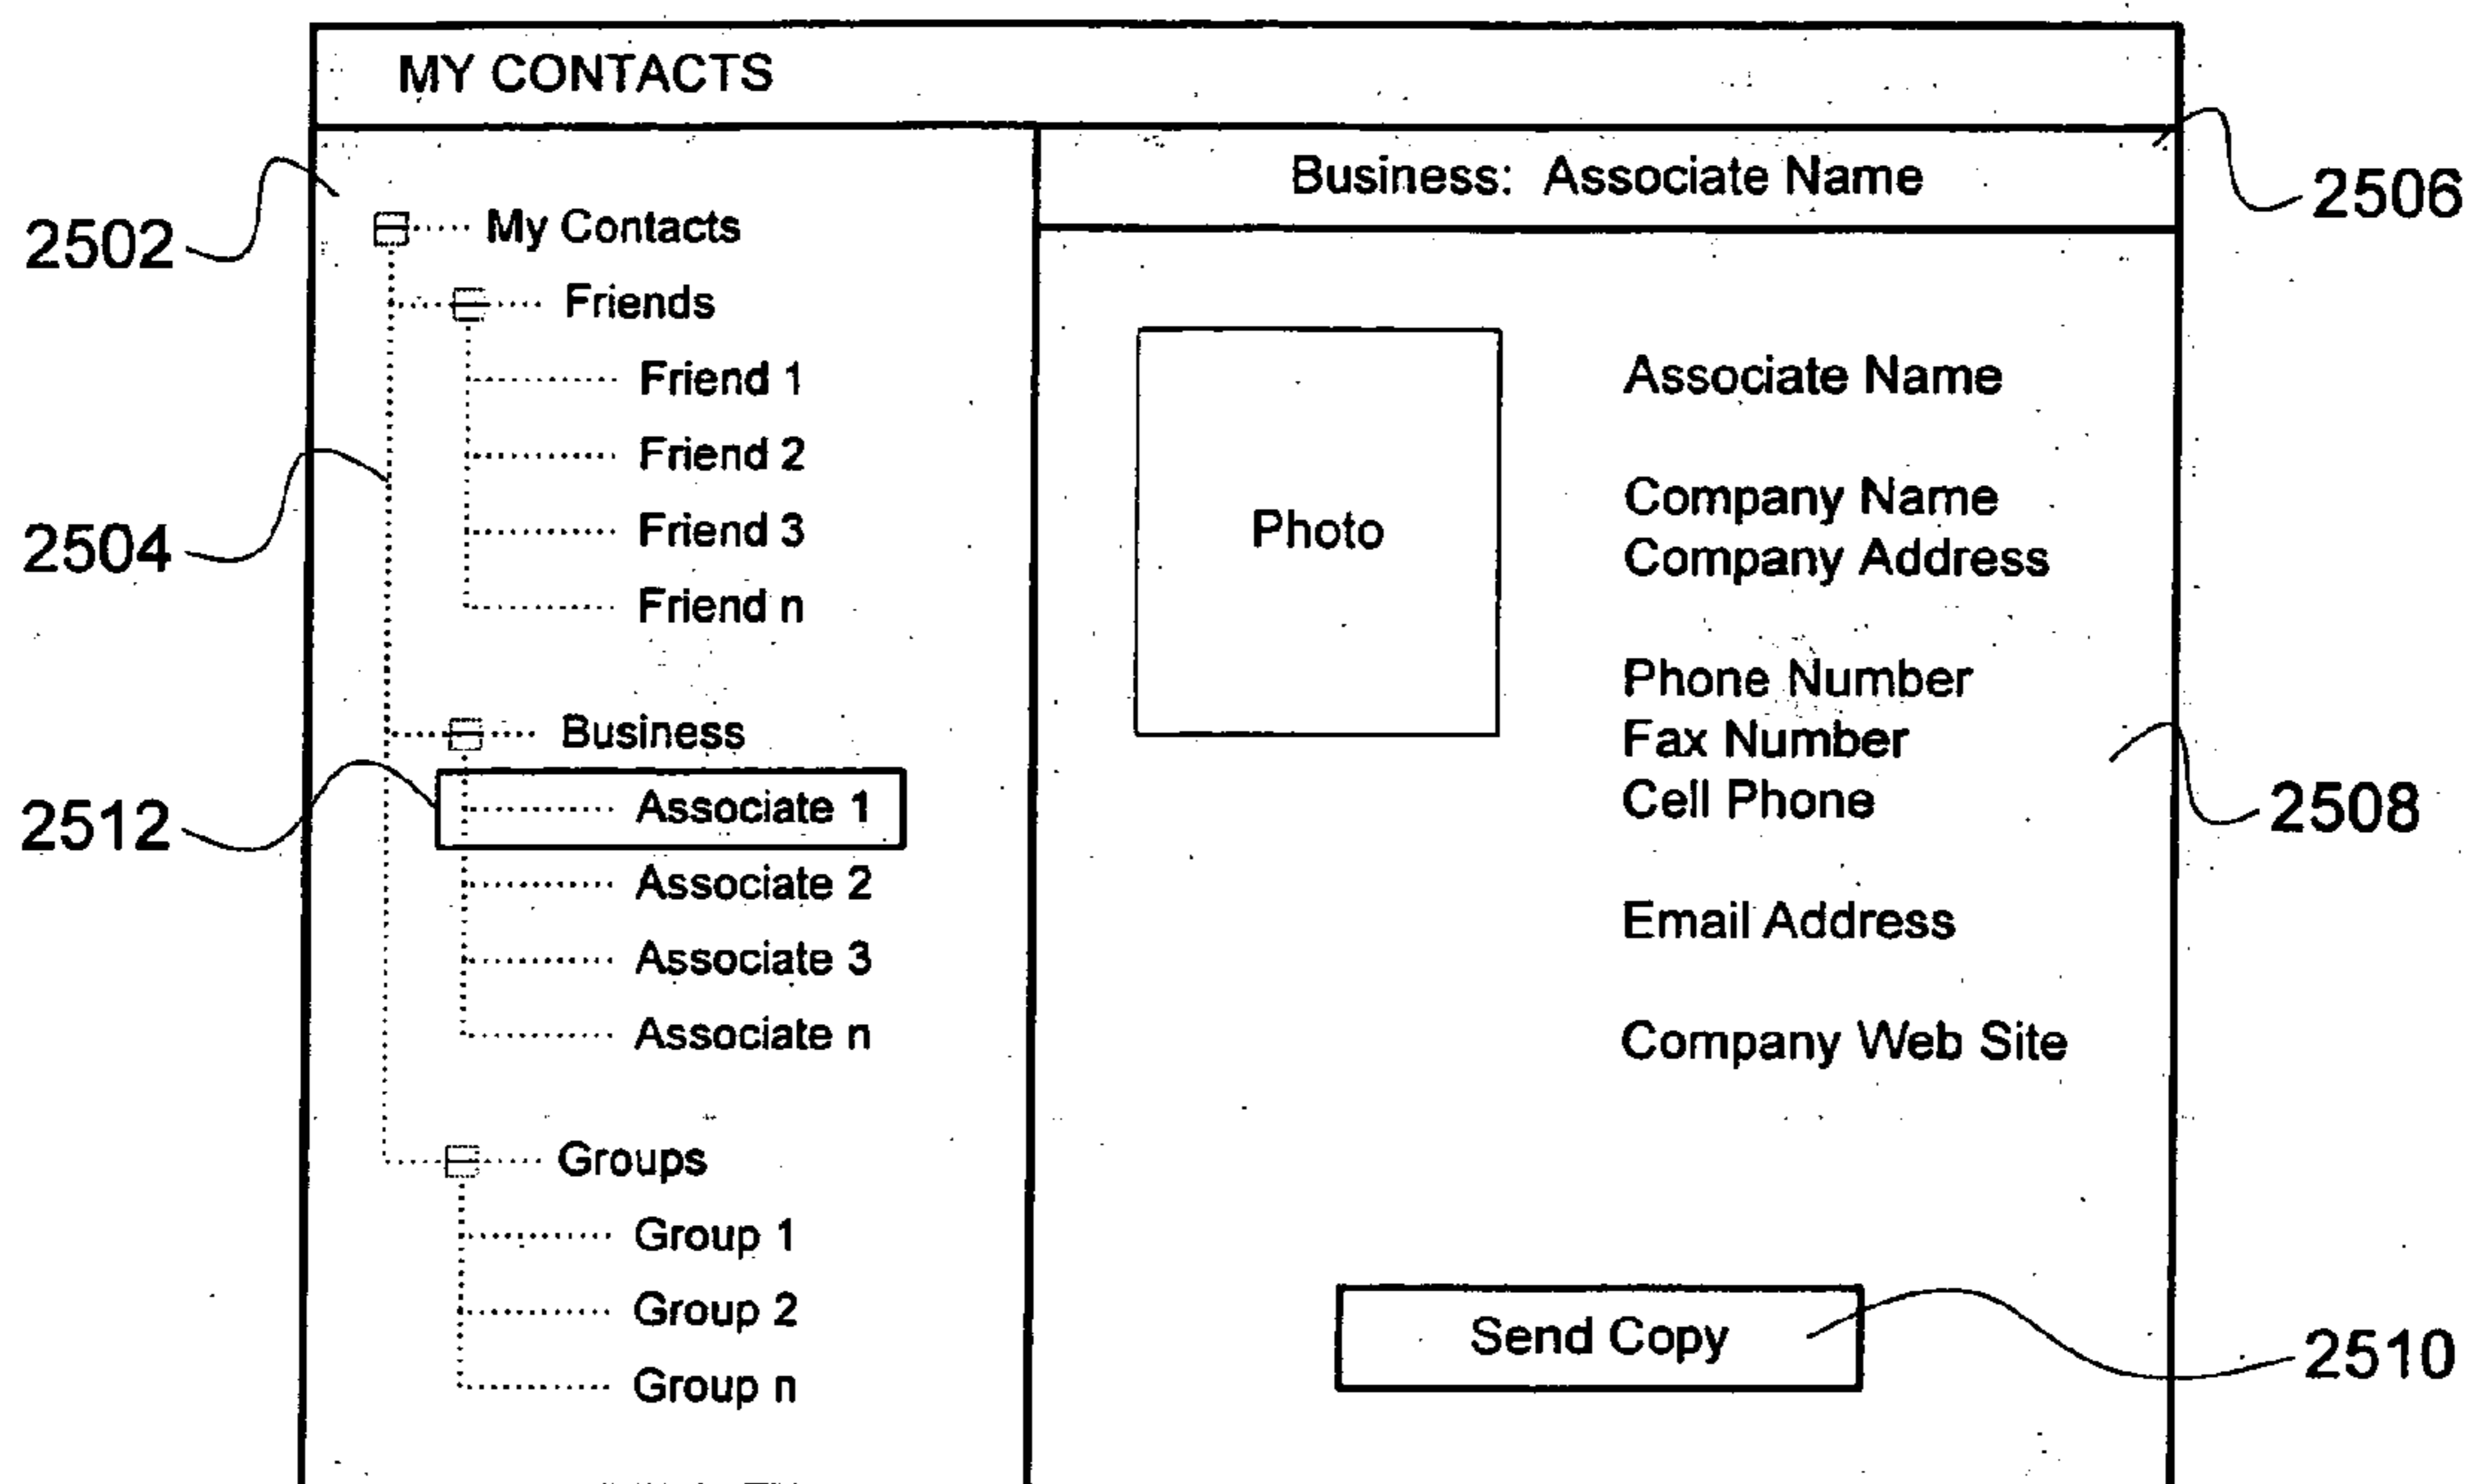 MY CONTACTS
2502
My Contacts
Friends
Friend 1
Friend 2
2504
Friend 3
Friend n
Business
2512
Associate 1
Associate 2
Associate 3
Associate n
Groups
Group 1
Group 2
Group n
Business: Associate Name
2506
Photo
Associate Name
Company Name
Company Address
Phone Number
Fax Number
Cell Phone
2508
Email Address
Company Web Site
Send Copy
2510